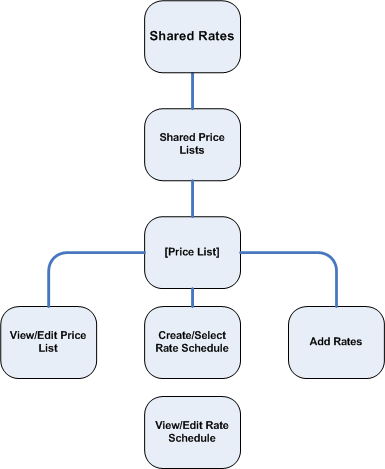 Shared Rates
Shared Price
Lists
[Price List]
View/Edit Price
List
Create/Select
Rate Schedule
Add Rates
View/Edit Rate
Schedule